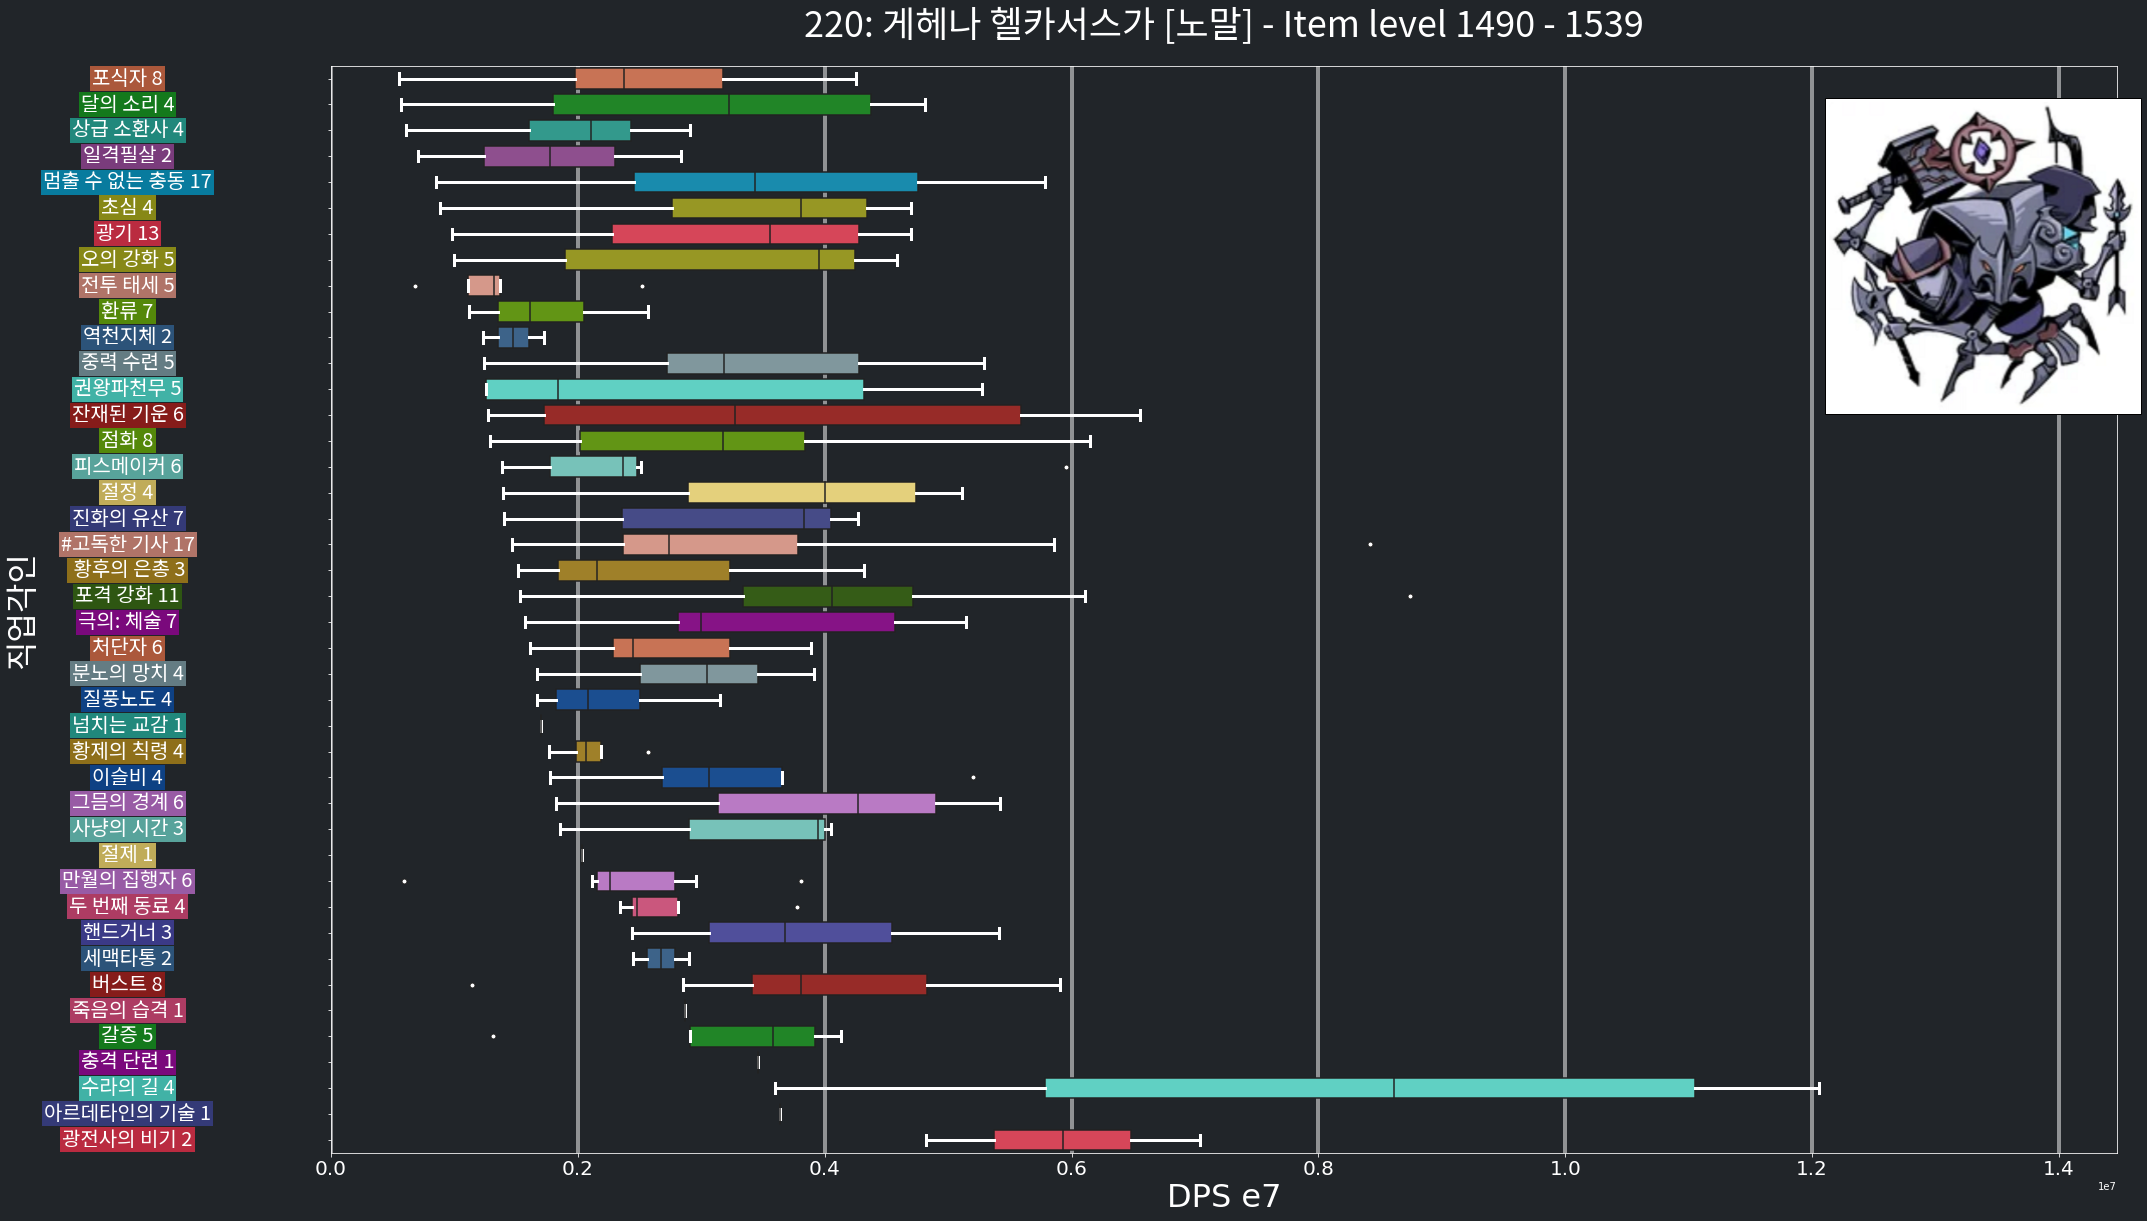 220: 게헤나 헬카서스가 [노말] - Item level 1490 - 1539
포식자 8
달의 소리 4
상급 소환사 4
일격필살 2
멈출 수 없는 충동 17
초심 4
광기 13
오의 강화 5
전투 태세 5
환류 7
역천지체 2
중력 수련 5
권왕파천무 5
잔재된 기운 6
점화 8
피스메이커 6
절정 4
진화의 유산 7
#고독한 기사 17
황후의 은총 3
포격 강화 11
극의: 체술 7
처단자 6
분노의 망치 4
질풍노도 4
넘치는 교감 1
황제의 칙령 4
이슬비 4
그믐의 경계 6
사냥의 시간 3
절제 1
만월의 집행자 6
두 번째 동료 4
핸드거너 3
세맥타통 2
버스트 8
죽음의 습격 1
갈증 5
충격 단련 1
수라의 길 4
아르데타인의 기술 1
광전사의 비기 2
직업각인
0.0 0.2 0.4 0.6 0.8 1.0 1.2 1.4
1e7
DPS e7